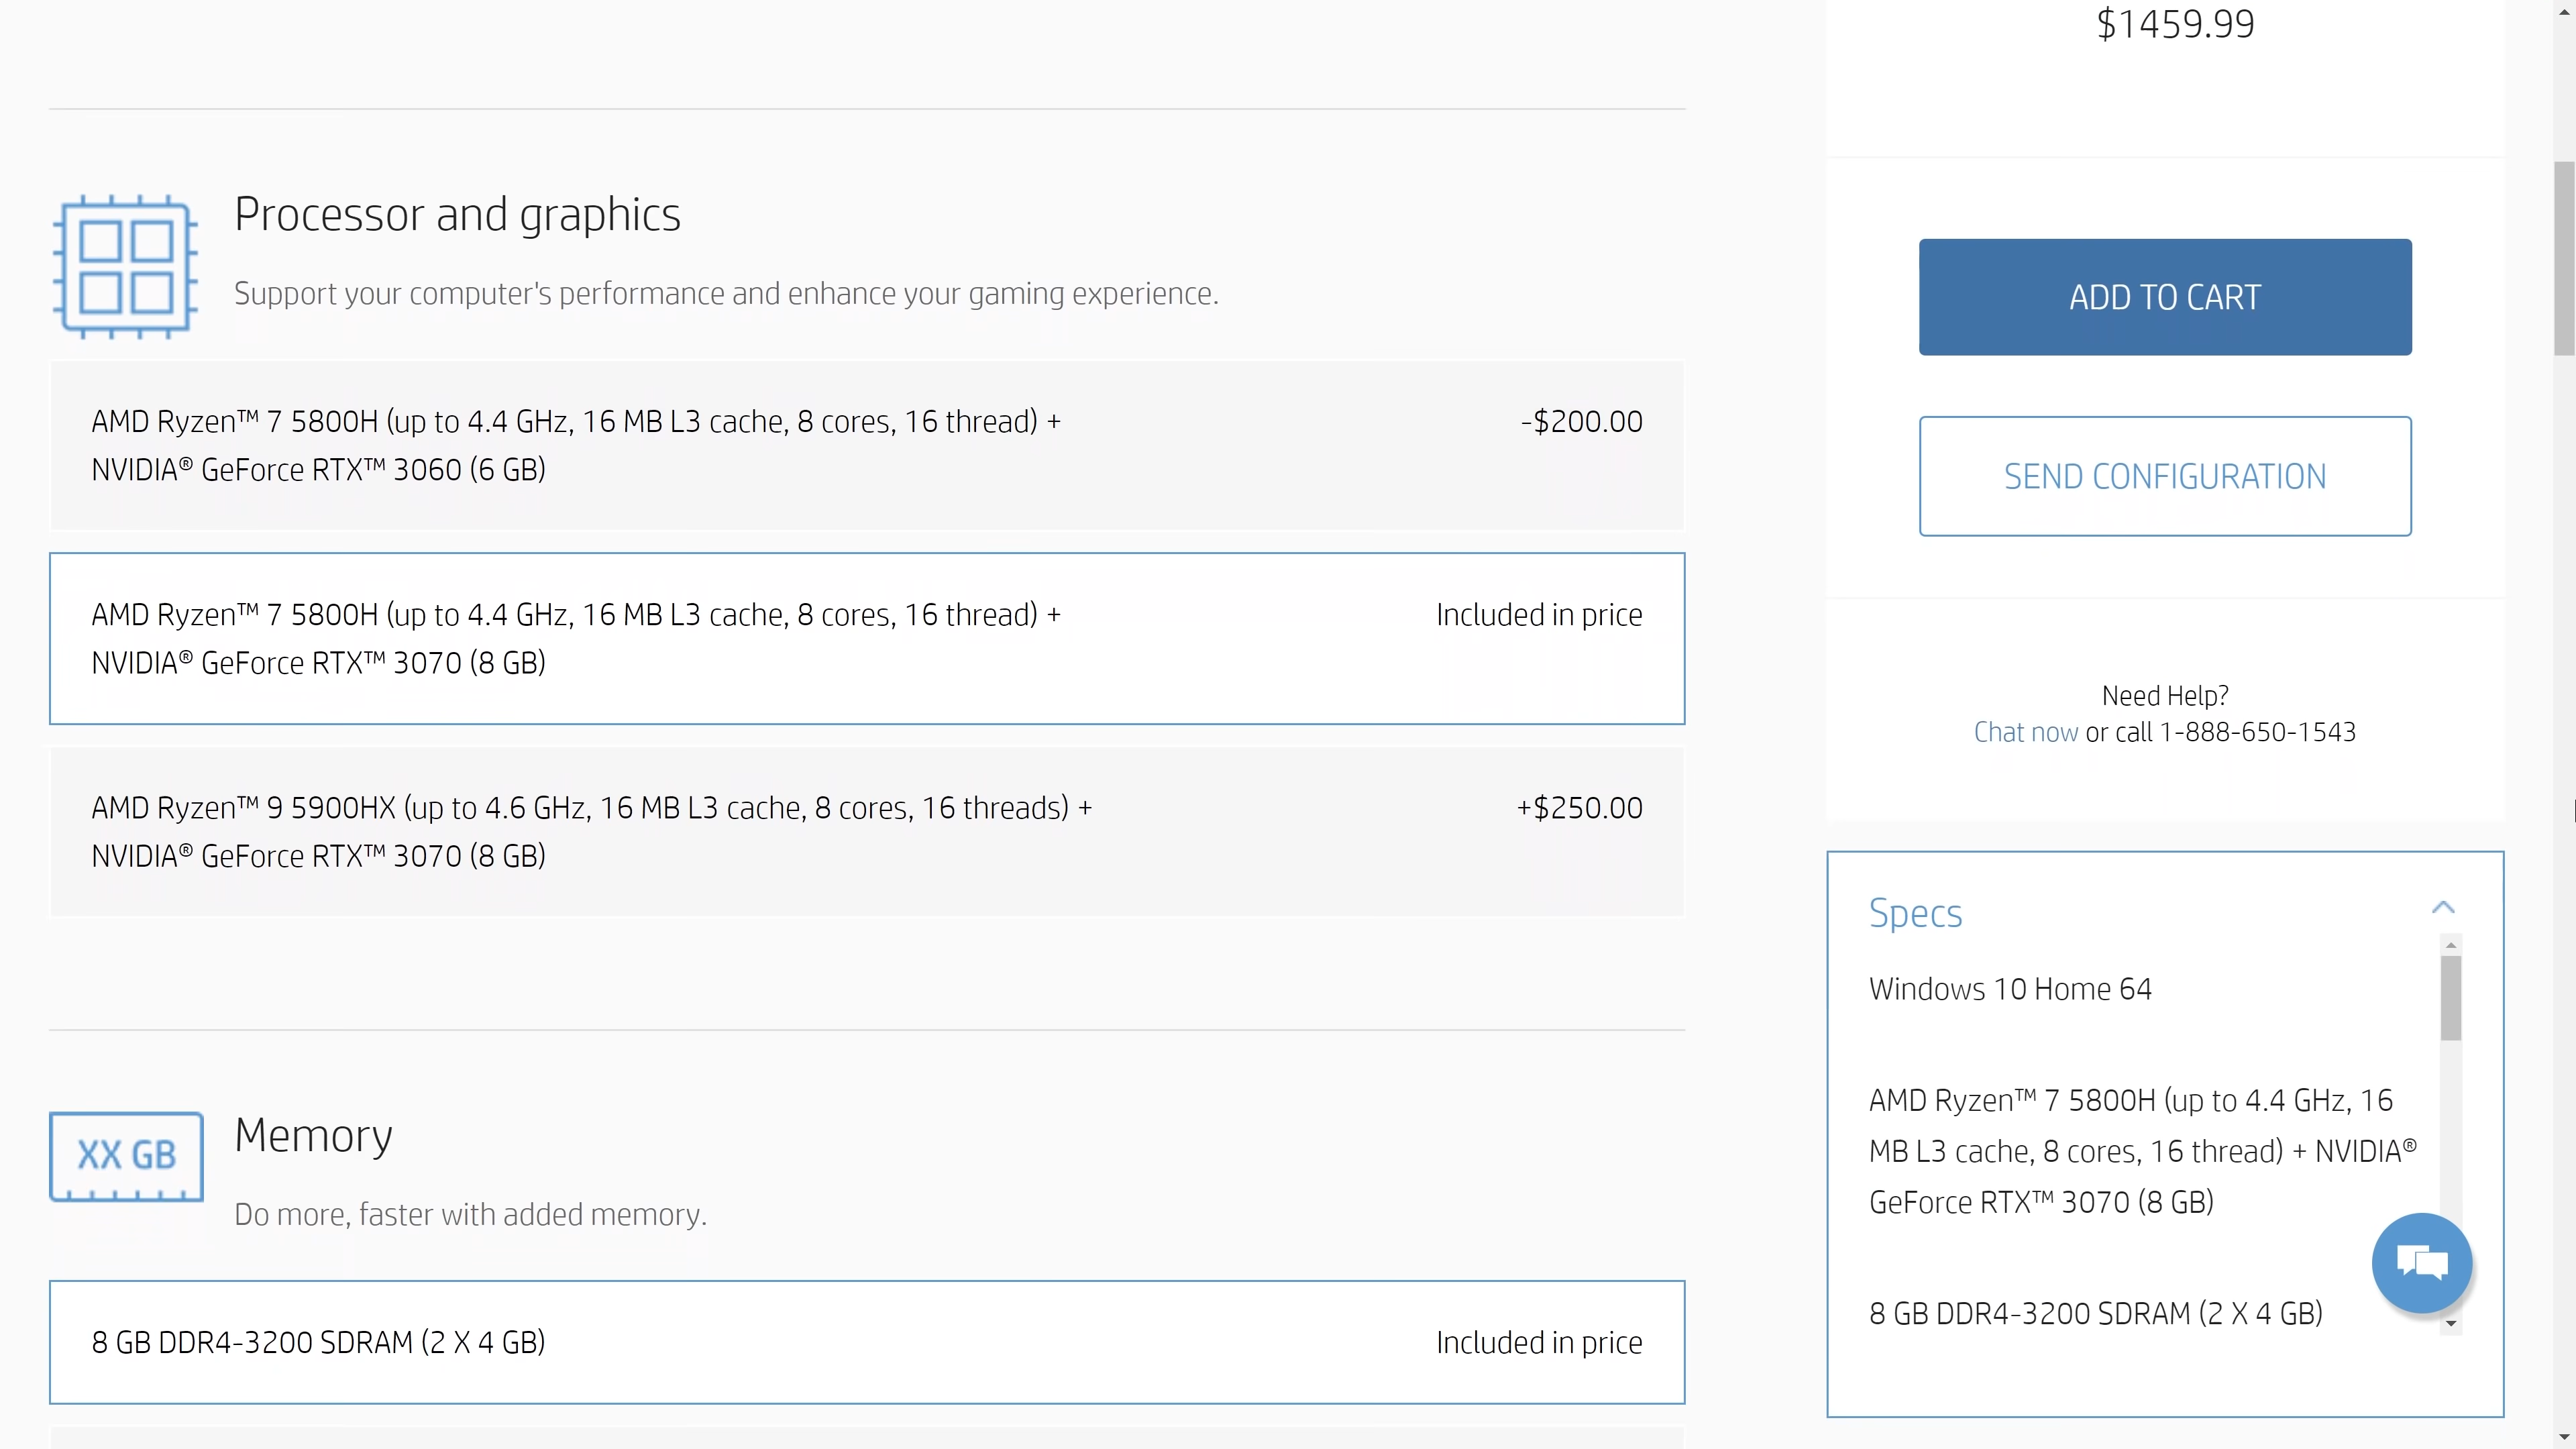 $1459.99
Processor and graphics
Support your computer's performance and enhance your gaming experience.
AMD Ryzen™ 7 5800H (up to 4.4 GHz, 16 MB L3 cache, 8 cores, 16 thread) +
NVIDIA® GeForce RTX™ 3060 (6 GB)
-$200.00
AMD Ryzen™ 7 5800H (up to 4.4 GHz, 16 MB L3 cache, 8 cores, 16 thread) +
NVIDIA® GeForce RTX™ 3070 (8 GB)
Included in price
AMD Ryzen™ 9 5900HX (up to 4.6 GHz, 16 MB L3 cache, 8 cores, 16 threads) +
NVIDIA® GeForce RTX™ 3070 (8 GB)
+$250.00
XX GB
Memory
Do more, faster with added memory.
8 GB DDR4-3200 SDRAM (2 X 4 GB)
Included in price
ADD TO CART
SEND CONFIGURATION
Need Help?
Chat now or call 1-888-650-1543
Specs
Windows 10 Home 64
AMD Ryzen™ 7 5800H (up to 4.4 GHz, 16
MB L3 cache, 8 cores, 16 thread) + NVIDIA®
GeForce RTX™ 3070 (8 GB)
8 GB DDR4-3200 SDRAM (2 X 4 GB)